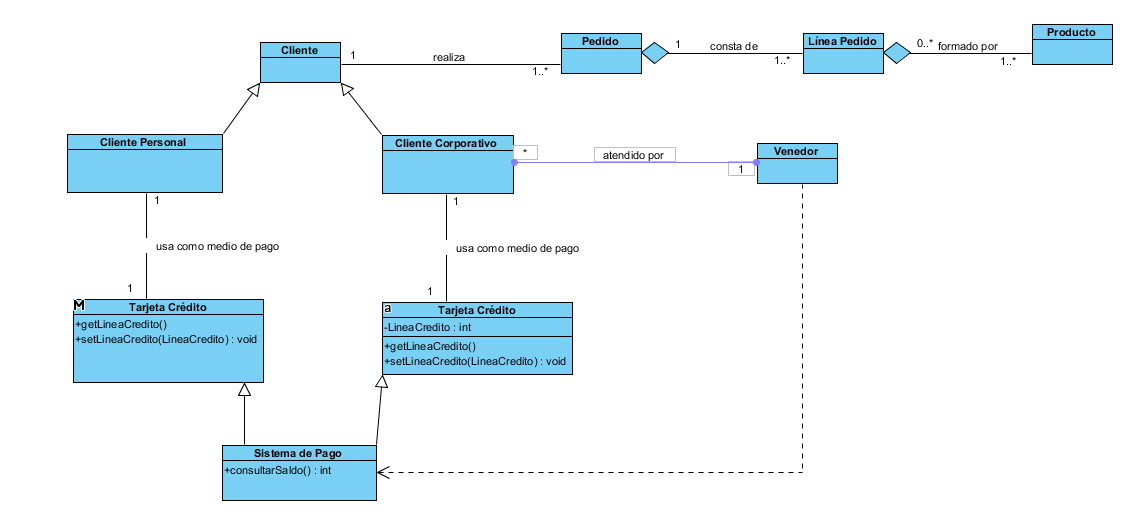 Cliente
1
realiza
1..*
Pedido
1
consta de
1..*
Línea Pedido
0..*
formado por
1..*
Producto
Cliente Personal
Cliente Corporativo
*
atendido por
1
Venedor
1
usa como medio de pago
1
1
usa como medio de pago
1
M
Tarjeta Crédito
+getLineaCredito()
+setLineaCredito(LineaCredito) : void
a
Tarjeta Crédito
-LineaCredito : int
+getLineaCredito()
+setLineaCredito(LineaCredito) : void
Sistema de Pago
+consultarSaldo() : int